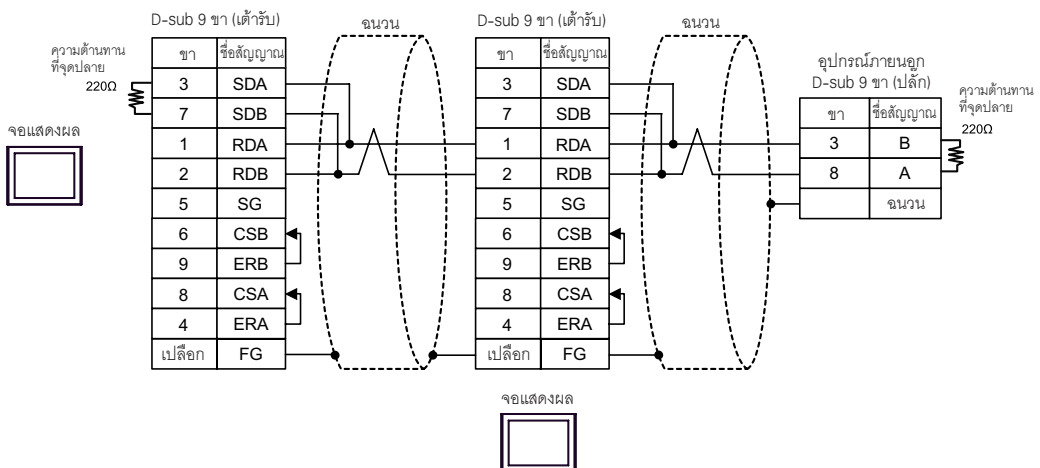 D-sub 9 ขา (เต้ารับ)
ฉนวน
ความต้านทาน
ที่จุดปลาย
220Ω
ขา ชื่อสัญญาณ
3 SDA
7 SDB
1 RDA
2 RDB
5 SG
6 CSB
9 ERB
8 CSA
4 ERA
เปลือก FG
จอแสดงผล
D-sub 9 ขา (เต้ารับ)
ฉนวน
ขา ชื่อสัญญาณ
3 SDA
7 SDB
1 RDA
2 RDB
5 SG
6 CSB
9 ERB
8 CSA
4 ERA
เปลือก FG
จอแสดงผล
อุปกรณ์ภายนอก
D-sub 9 ขา (ปลั๊ก)
ขา ชื่อสัญญาณ
3 B
8 A
ฉนวน
ความต้านทาน
ที่จุดปลาย
220Ω